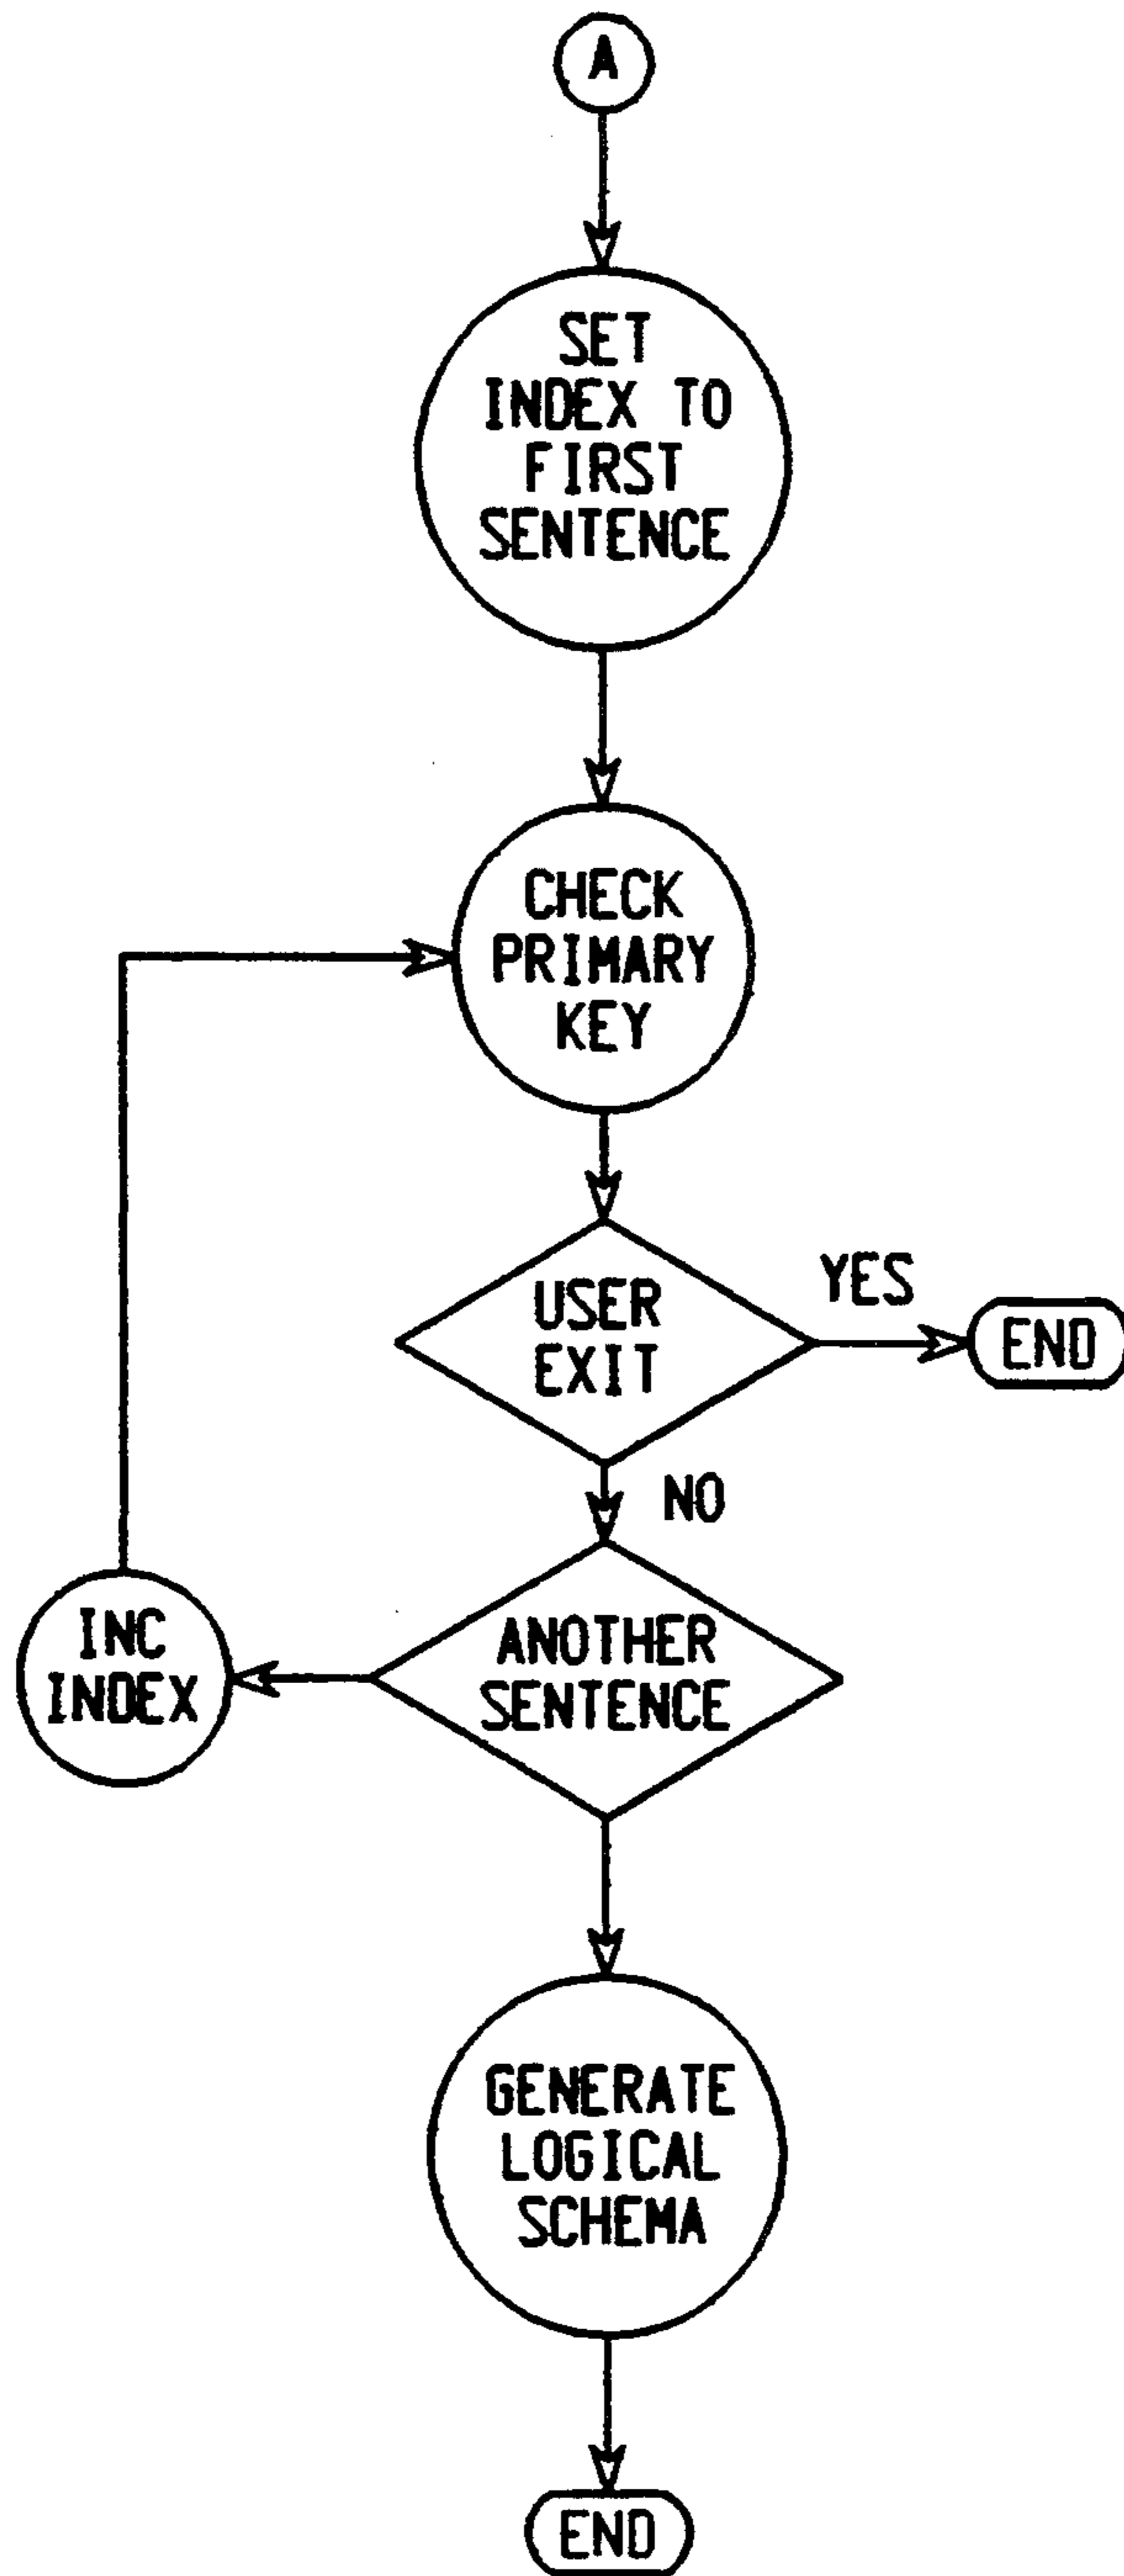 A
SET
INDEX TO
FIRST
SENTENCE
CHECK
PRIMARY
KEY
USER
EXIT
YES
END
NO
ANOTHER
SENTENCE
INC
INDEX
GENERATE
LOGICAL
SCHEMA
END